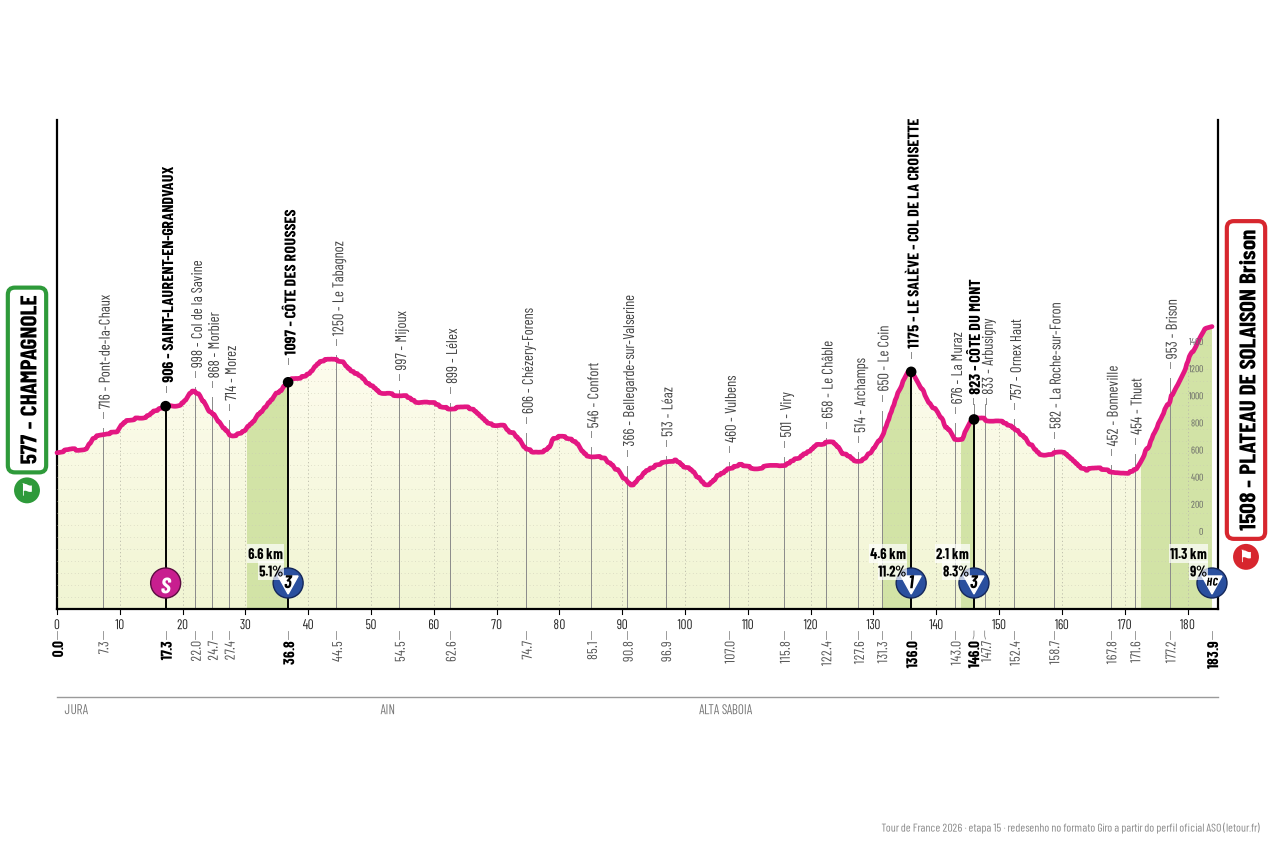 577 - CHAMPAGNOLE
716 - Pont-de-la-Chaux
906 - SAINT-LAURENT-EN-GRANDVAUX
998 - Col de la Savine
868 - Morbier
714 - Morez
1097 - CÔTE DES ROUSSES
1250 - Le Tabagnoz
997 - Mijoux
899 - Lélex
606 - Chézery-Forens
546 - Confort
366 - Bellegarde-sur-Valserine
513 - Léaz
460 - Vulbens
501 - Viry
658 - Le Châble
514 - Archamps
650 - Le Coin
1175 - LE SALÈVE - COL DE LA CROISETTE
676 - La Muraz
823 - CÔTE DU MONT
833 - Arbusigny
757 - Ornex Haut
582 - La Roche-sur-Foron
452 - Bonneville
454 - Thuet
953 - Brison
1508 - PLATEAU DE SOLAISON Brison
1400
1200
1000
800
600
400
200
0
S
6.6 km
5.1%
3
4.6 km
11.2%
1
2.1 km
8.3%
3
11.3 km
9%
HC
0 10 20 30 40 50 60 70 80 90 100 110 120 130 140 150 160 170 180
0.0 7.3 17.3 22.0 24.7 27.4 36.8 44.5 54.5 62.6 74.7 85.1 90.8 96.9 107.0 115.8 122.4 127.6 131.3 136.0 143.0 146.0 147.7 152.4 158.7 167.8 171.6 177.2 183.9
JURA AIN ALTA SABOIA
Tour de France 2026 · etapa 15 · redesenho no formato Giro a partir do perfil oficial ASO (letour.fr)